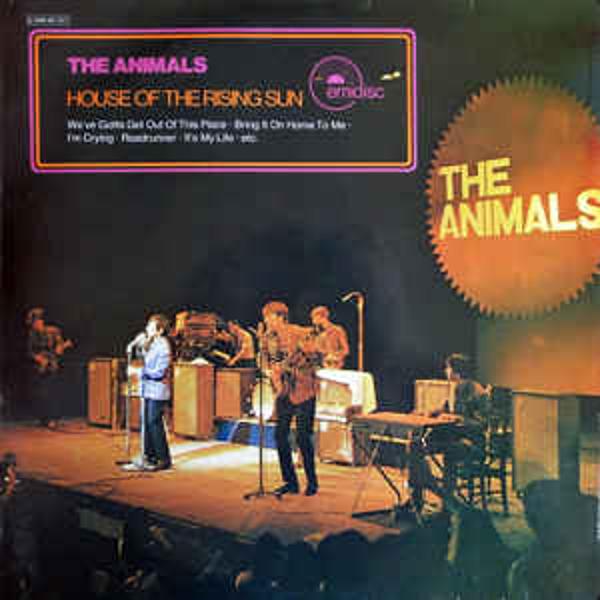 THE ANIMALS
HOUSE OF THE RISING SUN
emidisc
We've Gotta Get Out Of This Place · Bring It On Home To Me ·
I'm Crying · Roadrunner · It's My Life · etc.
THE
ANIMALS